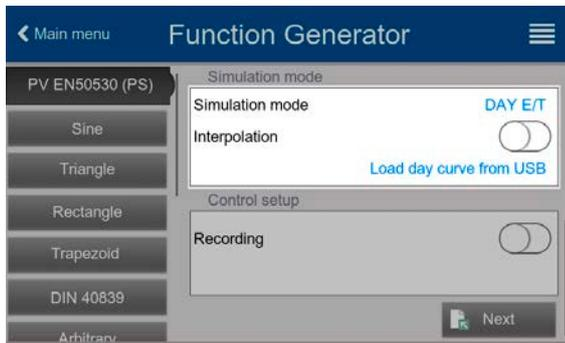 Main menu
Function Generator
PV EN50530 (PS)
Sine
Triangle
Rectangle
Trapezoid
DIN 40839
Arbitrary
Simulation mode
Simulation mode
DAY E/T
Interpolation
Load day curve from USB
Control setup
Recording
Next